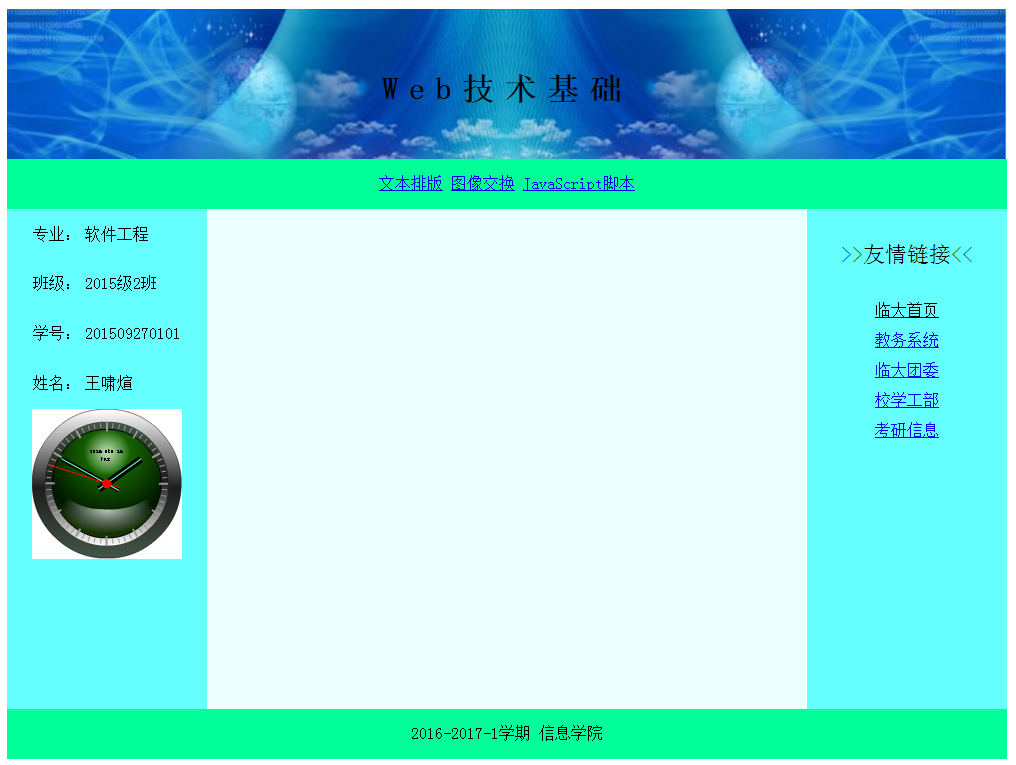 Web技术基础
文本排版 图像交换 JavaScript脚本
专业： 软件工程
班级： 2015级2班
学号： 201509270101
姓名： 王啸煊
>>友情链接<<
临大首页
教务系统
临大团委
校学工部
考研信息
2016-2017-1学期 信息学院